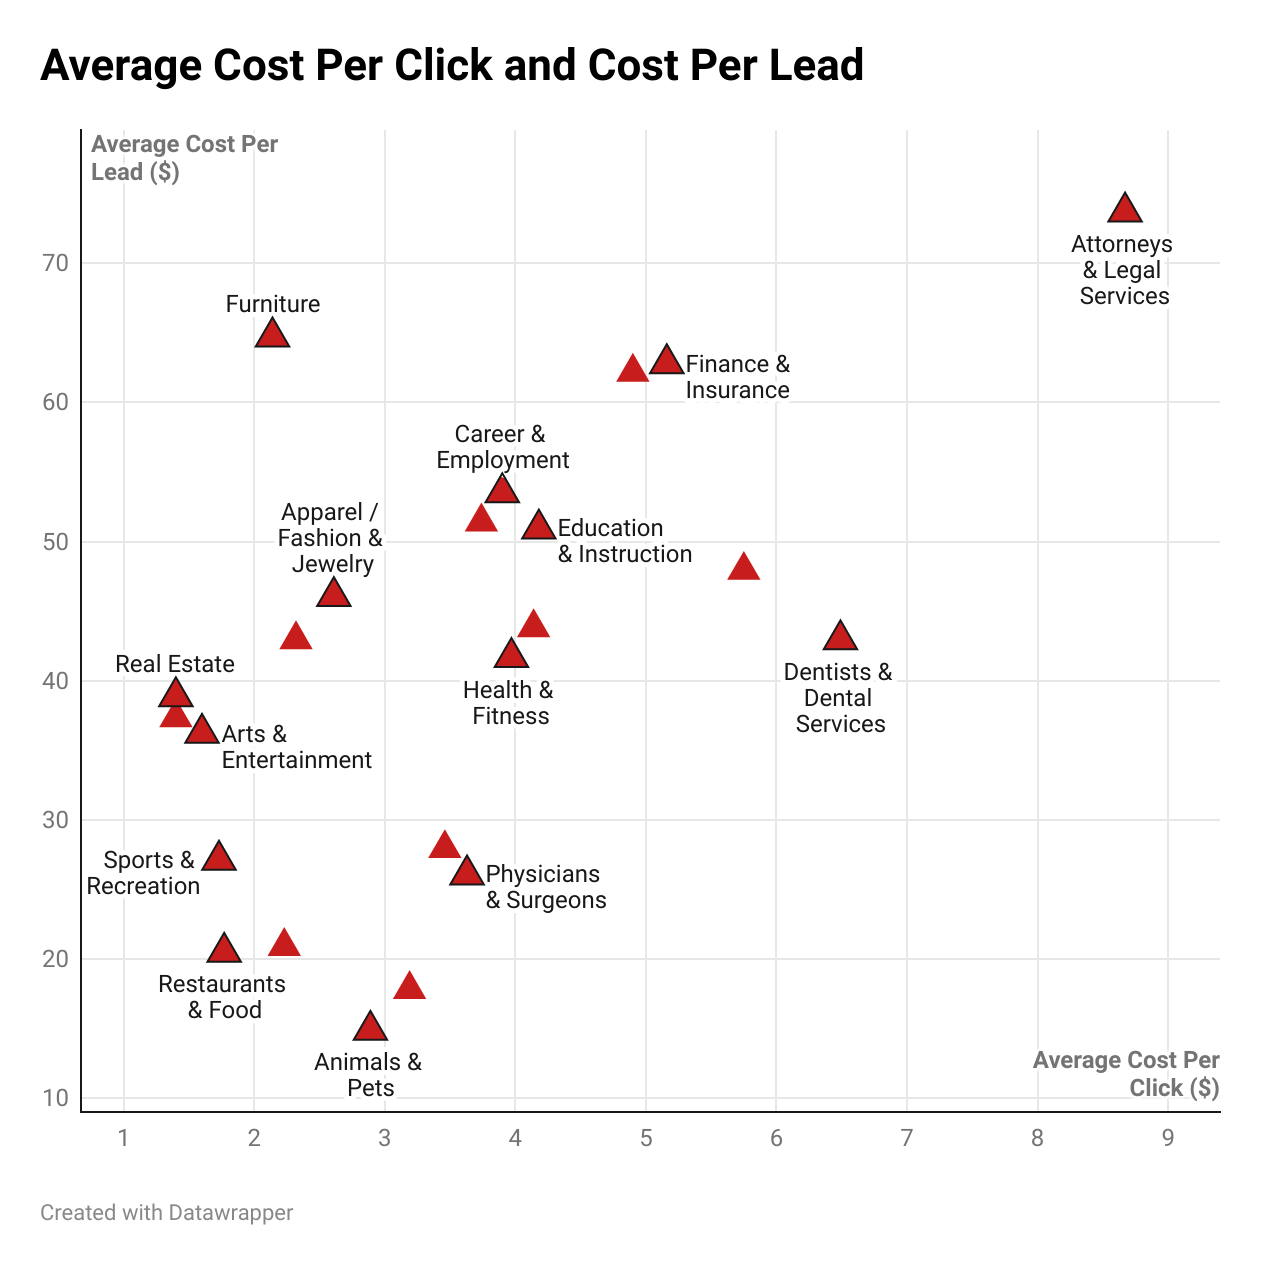 Average Cost Per Click and Cost Per Lead
Average Cost Per
Lead ($)
70
60
50
40
30
20
10
Attorneys
& Legal
Services
Furniture
Finance &
Insurance
Career &
Employment
Apparel /
Fashion &
Jewelry
Education
& Instruction
Real Estate
Health &
Fitness
Dentists &
Dental
Services
Arts &
Entertainment
Sports &
Recreation
Physicians
& Surgeons
Restaurants
& Food
Animals &
Pets
Average Cost Per
Click ($)
1 2 3 4 5 6 7 8 9
Created with Datawrapper